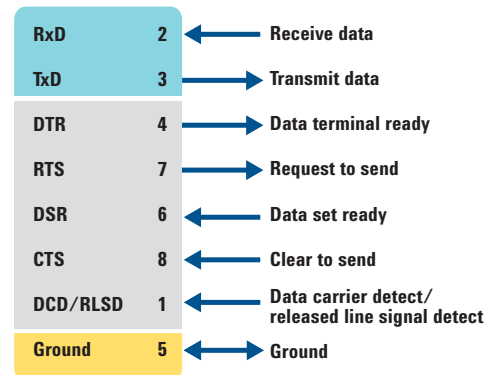 RxD 2 Receive data
TxD 3 Transmit data
DTR 4 Data terminal ready
RTS 7 Request to send
DSR 6 Data set ready
CTS 8 Clear to send
DCD/RLSD 1 Data carrier detect/
released line signal detect
Ground 5 Ground